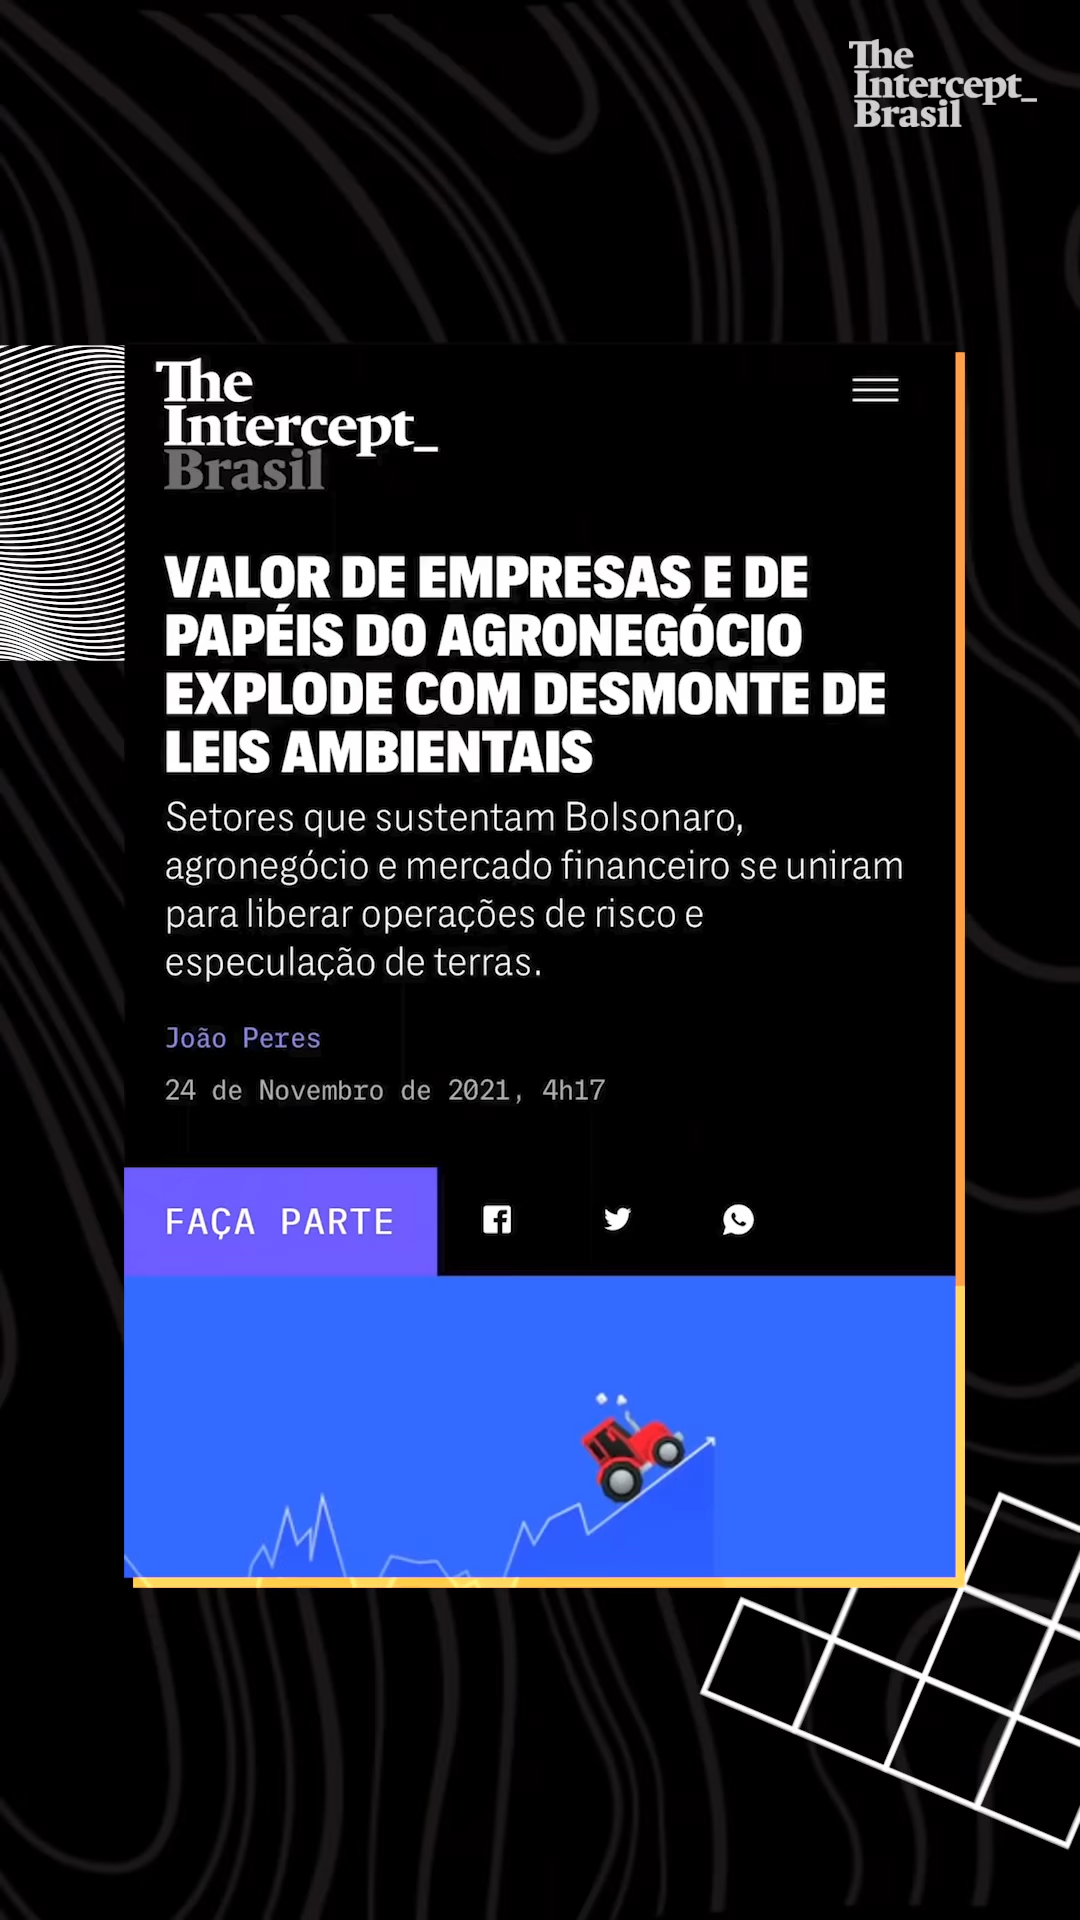 The
Intercept_
Brasil
The
Intercept_
Brasil
VALOR DE EMPRESAS E DE
PAPÉIS DO AGRONEGÓCIO
EXPLODE COM DESMONTE DE
LEIS AMBIENTAIS
Setores que sustentam Bolsonaro,
agronegócio e mercado financeiro se uniram
para liberar operações de risco e
especulação de terras.
João Peres
24 de Novembro de 2021, 4h17
FAÇA PARTE